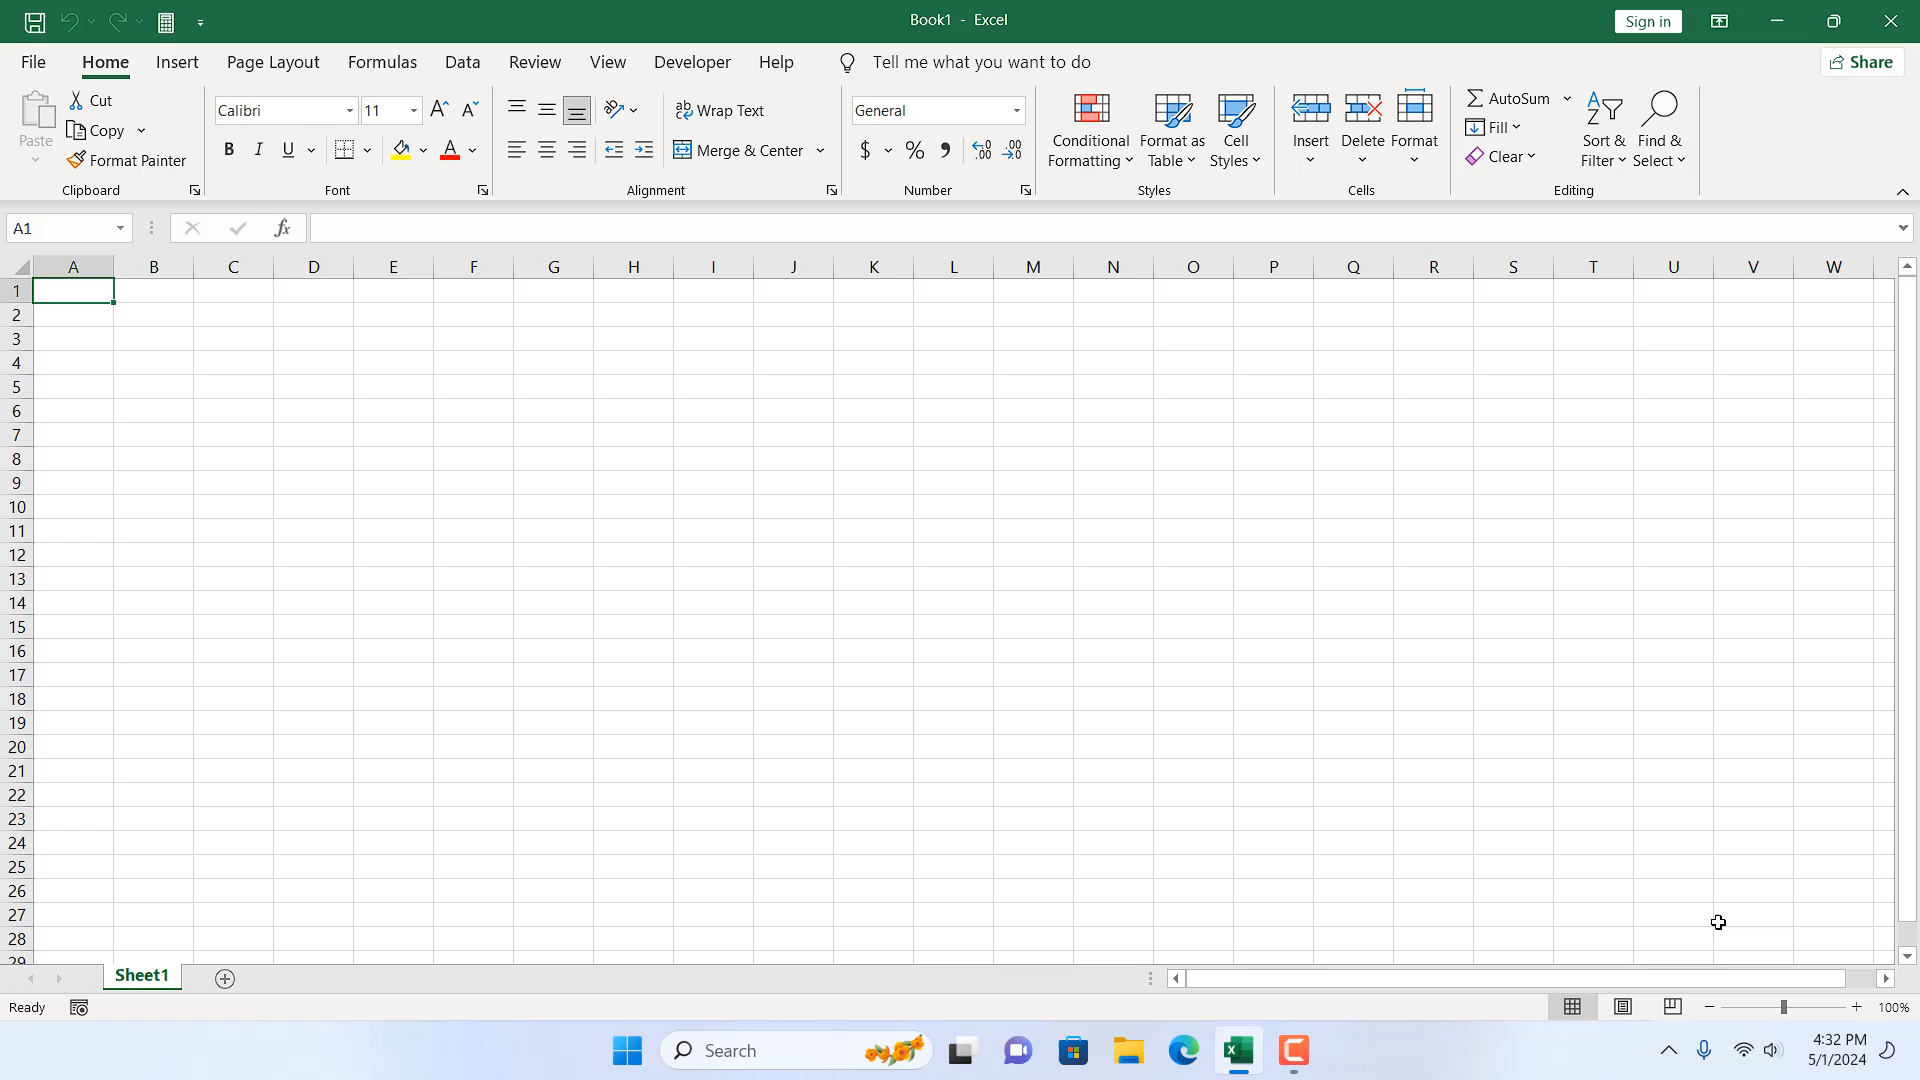 Book1 - Excel
Sign in
File Home Insert Page Layout Formulas Data Review View Developer Help Tell me what you want to do Share
Paste
Cut
Copy
Format Painter
Clipboard
Calibri 11
B I U
Font
Wrap Text
Merge & Center
Alignment
General
$ % ,
Number
Conditional Formatting
Format as Table
Cell Styles
Styles
Insert Delete Format
Cells
AutoSum
Fill
Clear
Sort & Filter
Find & Select
Editing
A1
fx
A B C D E F G H I J K L M N O P Q R S T U V W
1
2
3
4
5
6
7
8
9
10
11
12
13
14
15
16
17
18
19
20
21
22
23
24
25
26
27
28
29
Sheet1
Ready
100%
Search
4:32 PM
5/1/2024